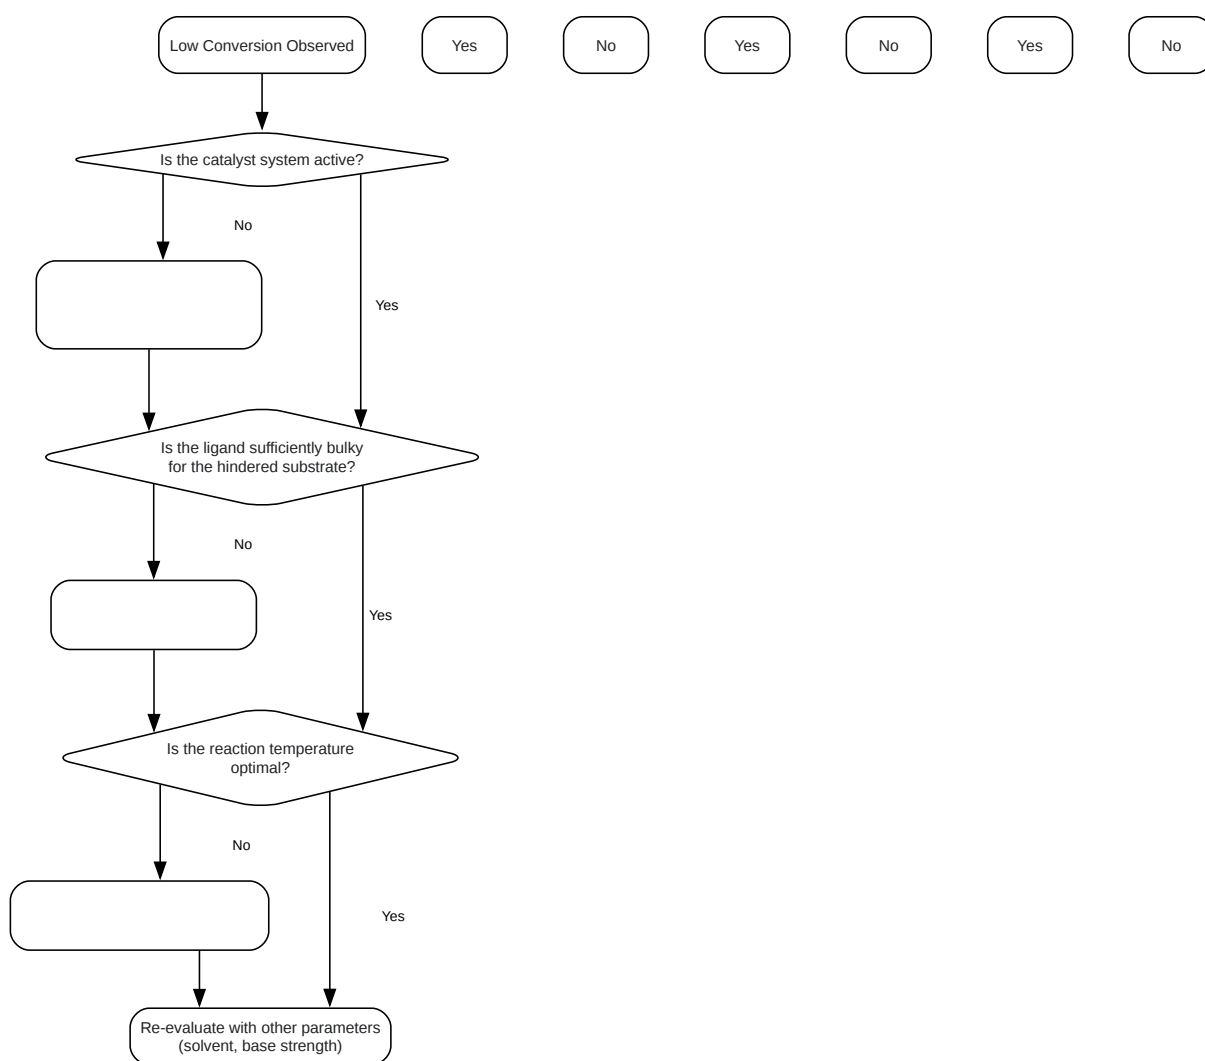 Low Conversion Observed
Yes
No
Yes
No
Yes
No
Is the catalyst system active?
No
Yes
Is the ligand sufficiently bulky
for the hindered substrate?
No
Yes
Is the reaction temperature
optimal?
No
Yes
Re-evaluate with other parameters
(solvent, base strength)